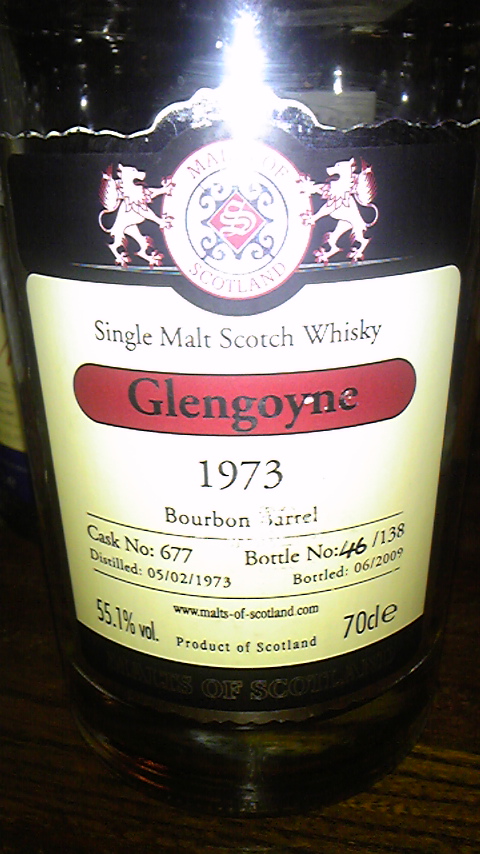 MALTS OF
SCOTLAND
S
Single Malt Scotch Whisky
Glengoyne
1973
Bourbon Barrel
Cask No: 677 Bottle No: 46 /138
Distilled: 05/02/1973 Bottled: 06/2009
www.malts-of-scotland.com
55.1% vol. Product of Scotland 70cl e
MALTS OF SCOTLAND